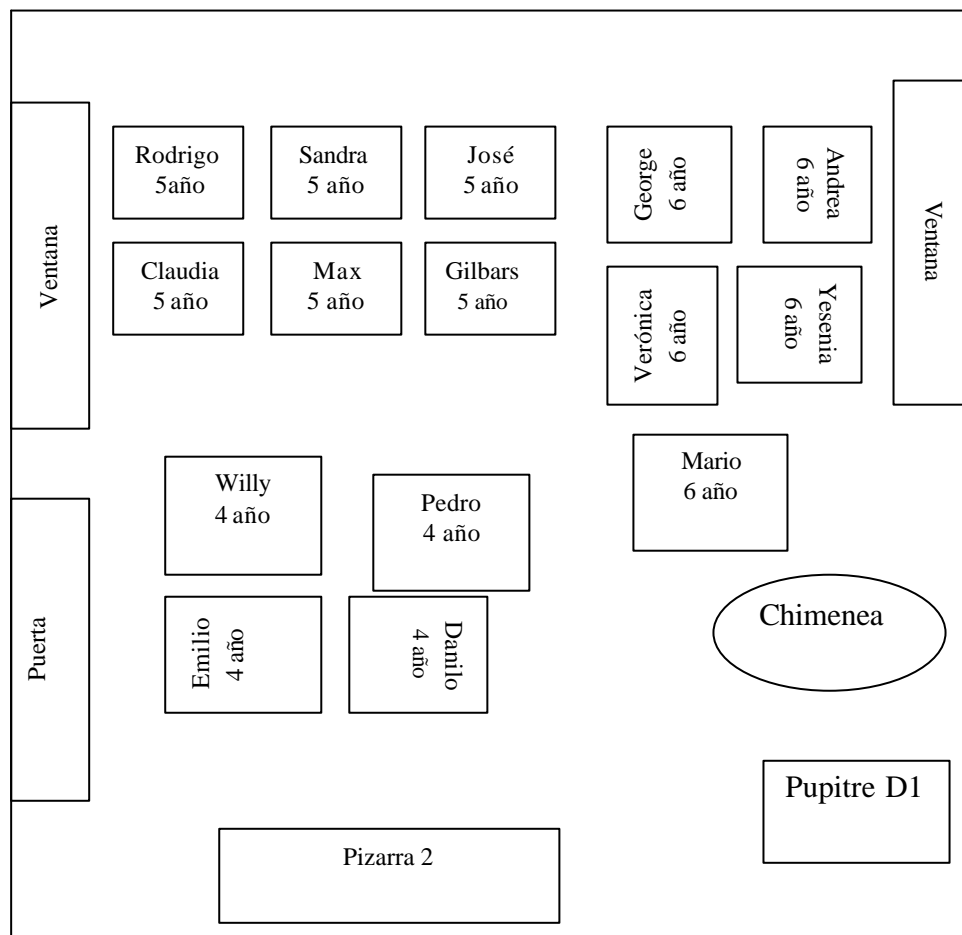 Ventana
Rodrigo
5año
Sandra
5 año
José
5 año
George
6 año
Andrea
6 año
Ventana
Claudia
5 año
Max
5 año
Gilbars
5 año
Verónica
6 año
Yesenia
6 año
Willy
4 año
Pedro
4 año
Mario
6 año
Puerta
Emilio
4 año
Danilo
4 año
Chimenea
Pupitre D1
Pizarra 2